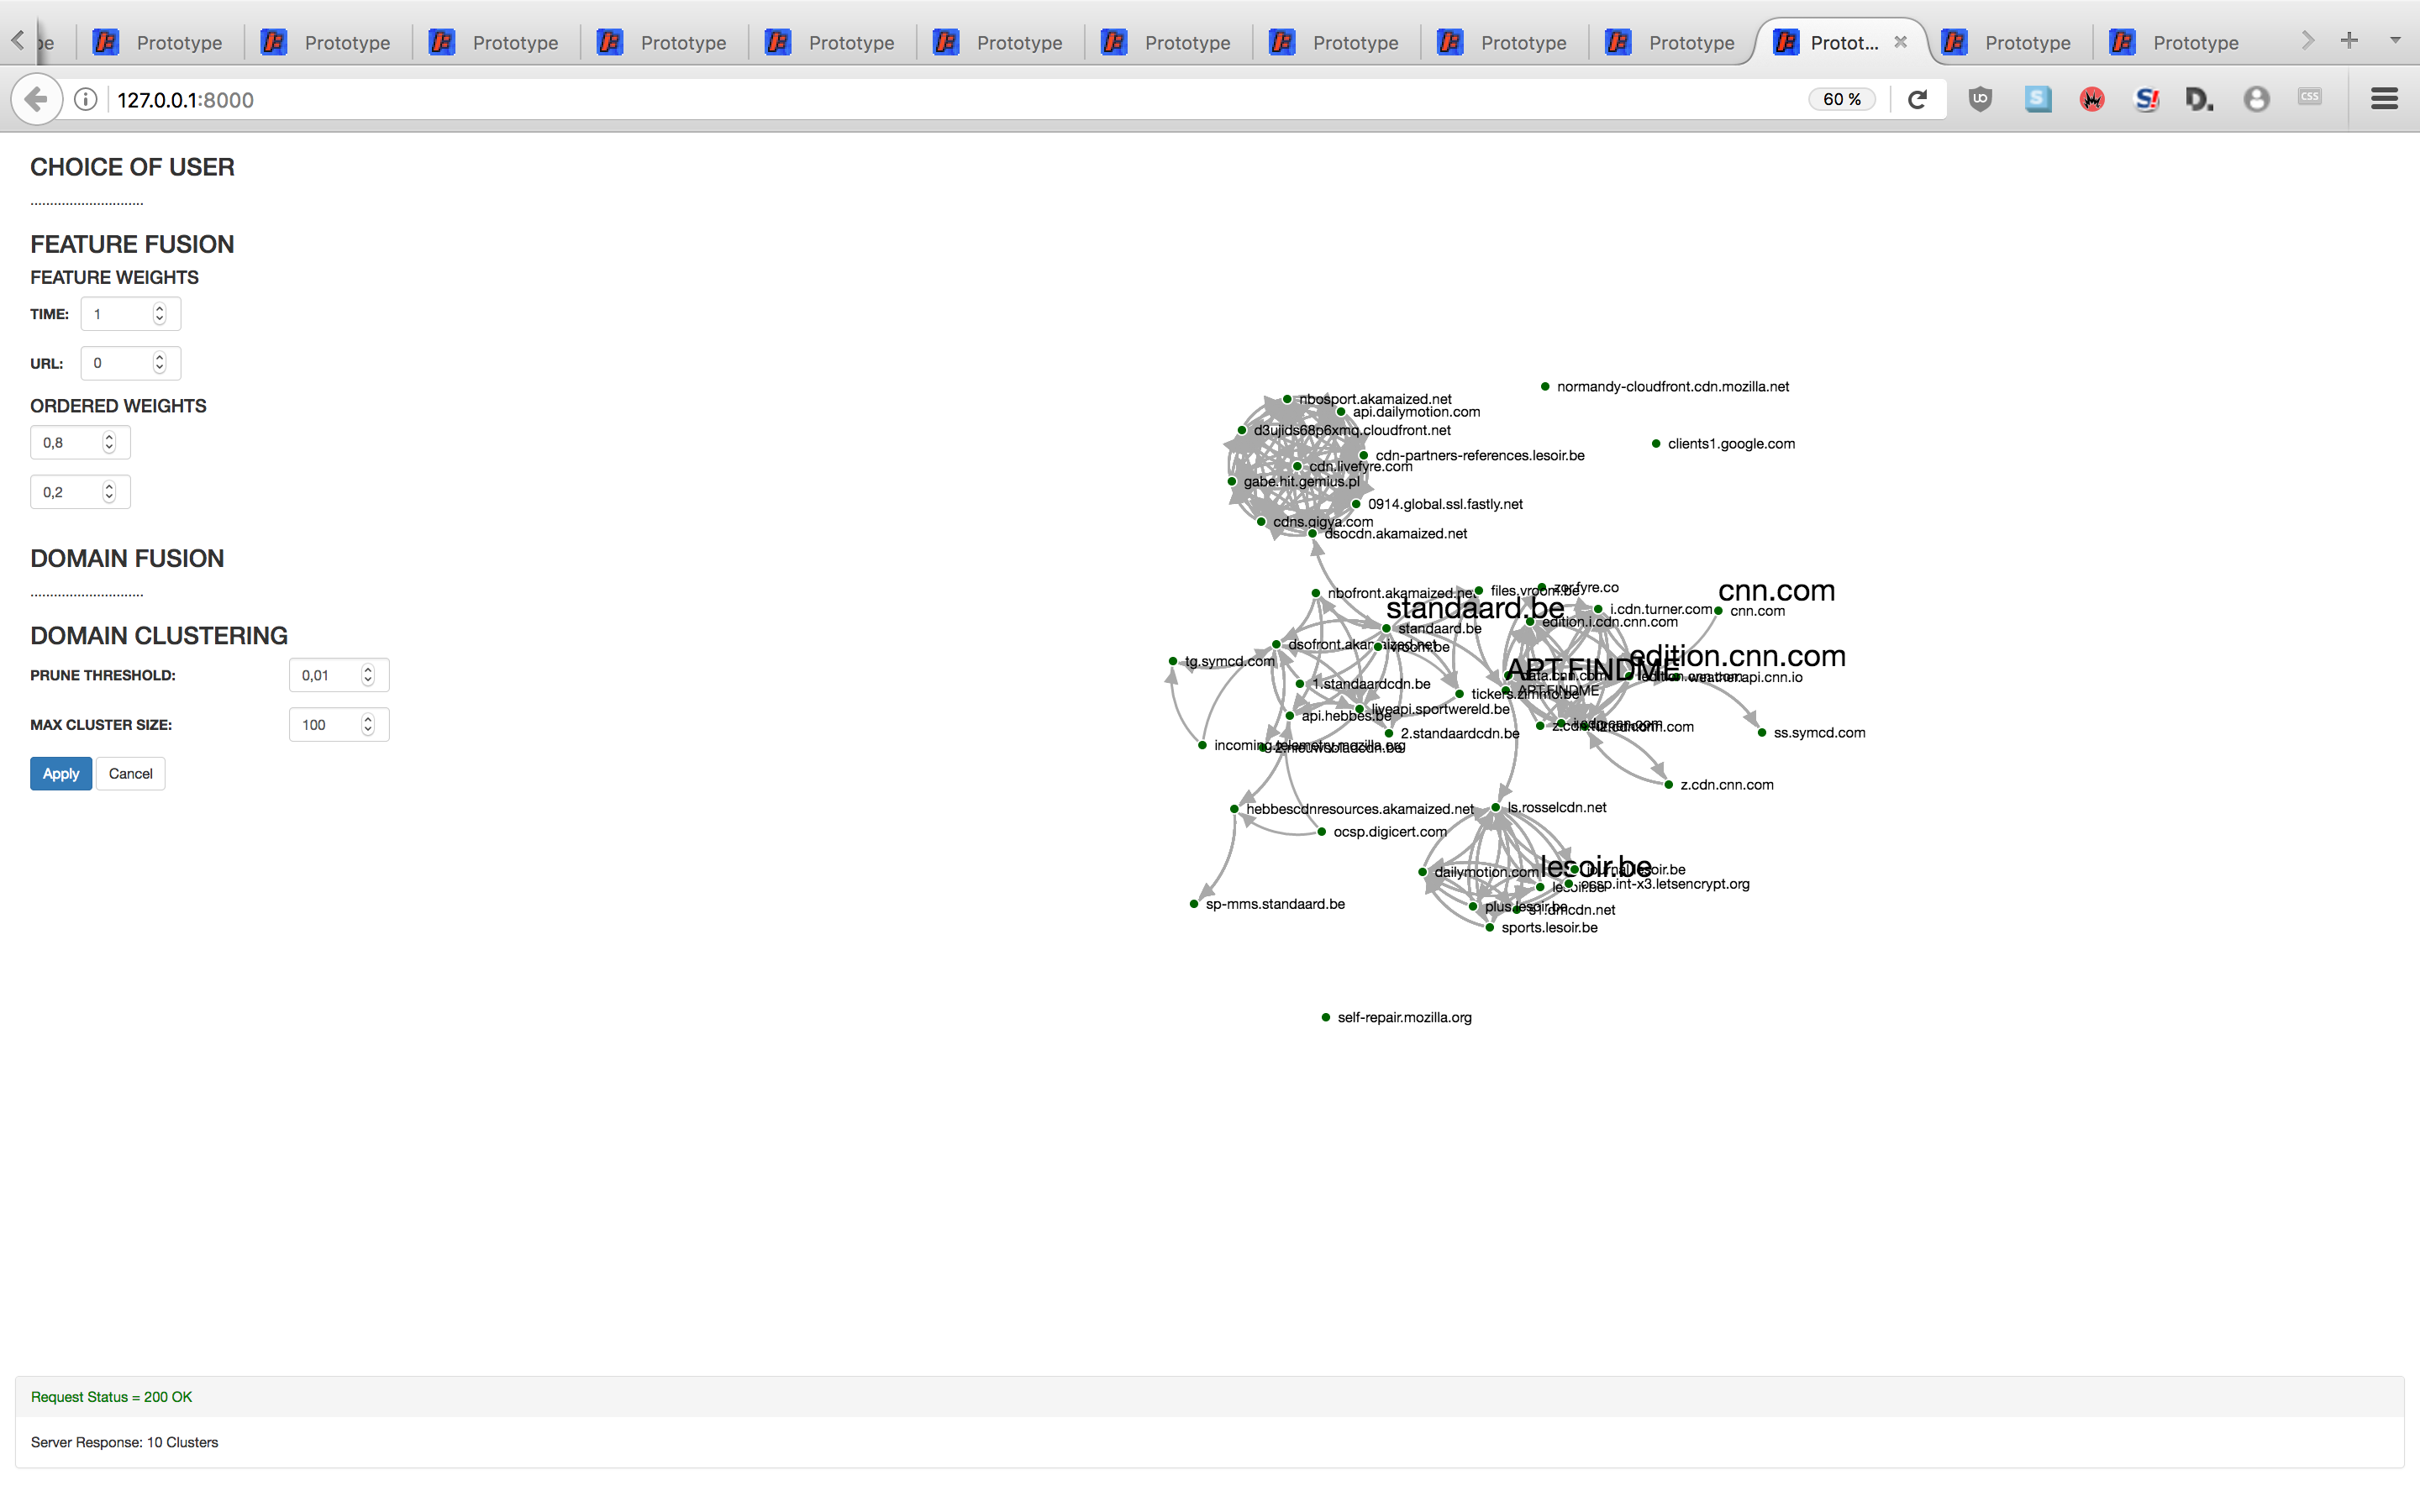 Prototype Prototype Prototype Prototype Prototype Prototype Prototype Prototype Prototype Prototype Protot... Prototype Prototype
127.0.0.1:8000
60 %
CHOICE OF USER
.............................
FEATURE FUSION
FEATURE WEIGHTS
TIME: 1
URL: 0
ORDERED WEIGHTS
0,8
0,2
DOMAIN FUSION
.............................
DOMAIN CLUSTERING
PRUNE THRESHOLD: 0,01
MAX CLUSTER SIZE: 100
Apply Cancel
normandy-cloudfront.cdn.mozilla.net
nbosport.akamaized.net
api.dailymotion.com
d3ujids68p6xmq.cloudfront.net
clients1.google.com
cdn-partners-references.lesoir.be
cdn.livefyre.com
gabe.hit.gemius.pl
0914.global.ssl.fastly.net
cdns.gigya.com
dsocdn.akamaized.net
zor.fyre.co
files.vroom.be
cnn.com
nbofront.akamaized.net
standaard.be
i.cdn.turner.com
cnn.com
edition.i.cdn.cnn.com
standaard.be
dsofront.akamaized.net
vroom.be
edition.cnn.com
tg.symcd.com
APT.FINDME
data.cnn.com
edition.cnn.com
weather.api.cnn.io
1.standaardcdn.be
APT.FINDME
tickers.zimmo.be
liveapi.sportwereld.be
api.hebbes.be
2.standaardcdn.be
ss.symcd.com
incoming.telemetry.mozilla.org
2.nieuwsbladcdn.be
z.cdn.cnn.com
hebbescdnresources.akamaized.net
ls.rosselcdn.net
ocsp.digicert.com
lesoir.be
dailymotion.com
journal.lesoir.be
ocsp.int-x3.letsencrypt.org
lesoir.be
sp-mms.standaard.be
plus.lesoir.be
s1.dmcdn.net
sports.lesoir.be
self-repair.mozilla.org
Request Status = 200 OK
Server Response: 10 Clusters